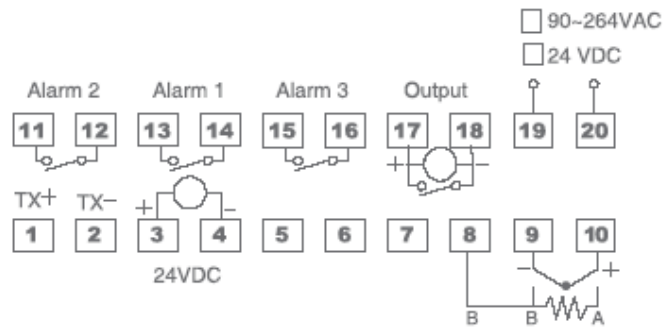 90~264VAC
24 VDC
Alarm 2 Alarm 1 Alarm 3 Output
11 12 13 14 15 16 17 18 19 20
+ -
TX+ TX- + -
1 2 3 4 5 6 7 8 9 10
24VDC - +
B B A